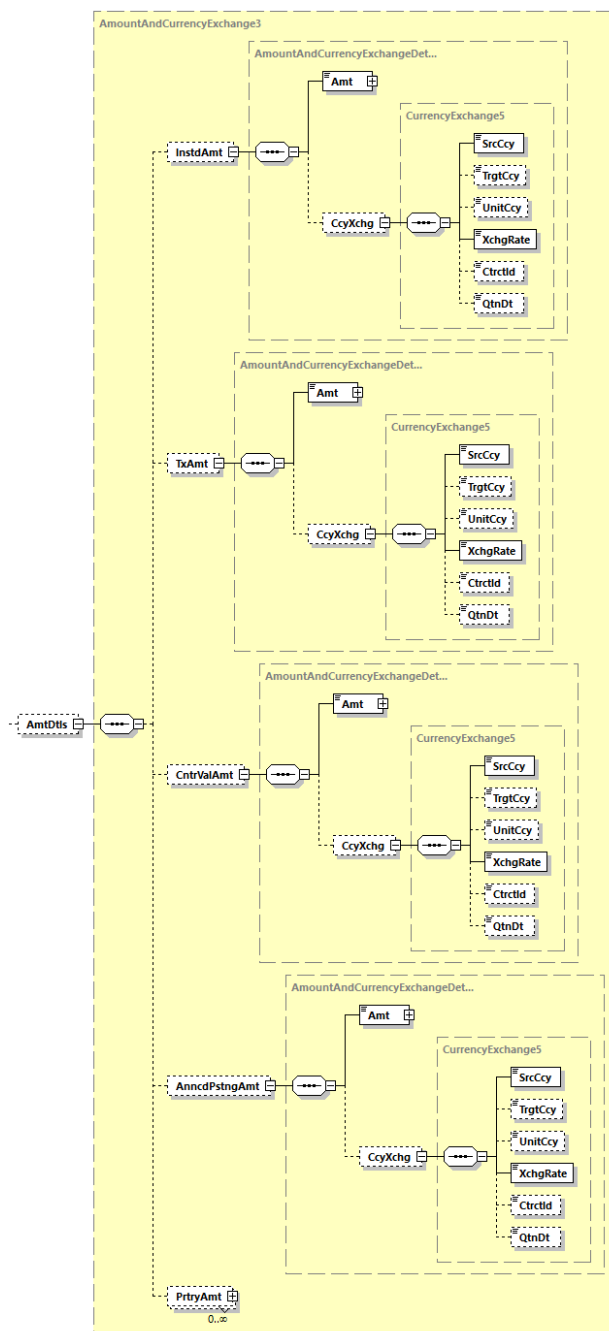 AmountAndCurrencyExchange3
AmountAndCurrencyExchangeDet...
Amt
CurrencyExchange5
SrcCcy
TrgtCcy
UnitCcy
XchgRate
CtrctId
QtnDt
InstdAmt
CcyXchg
AmountAndCurrencyExchangeDet...
Amt
CurrencyExchange5
SrcCcy
TrgtCcy
UnitCcy
XchgRate
CtrctId
QtnDt
TxAmt
CcyXchg
AmountAndCurrencyExchangeDet...
Amt
CurrencyExchange5
SrcCcy
TrgtCcy
UnitCcy
XchgRate
CtrctId
QtnDt
AmtDtls
CntrValAmt
CcyXchg
AmountAndCurrencyExchangeDet...
Amt
CurrencyExchange5
SrcCcy
TrgtCcy
UnitCcy
XchgRate
CtrctId
QtnDt
AnncdPstngAmt
CcyXchg
PrtryAmt
0..∞